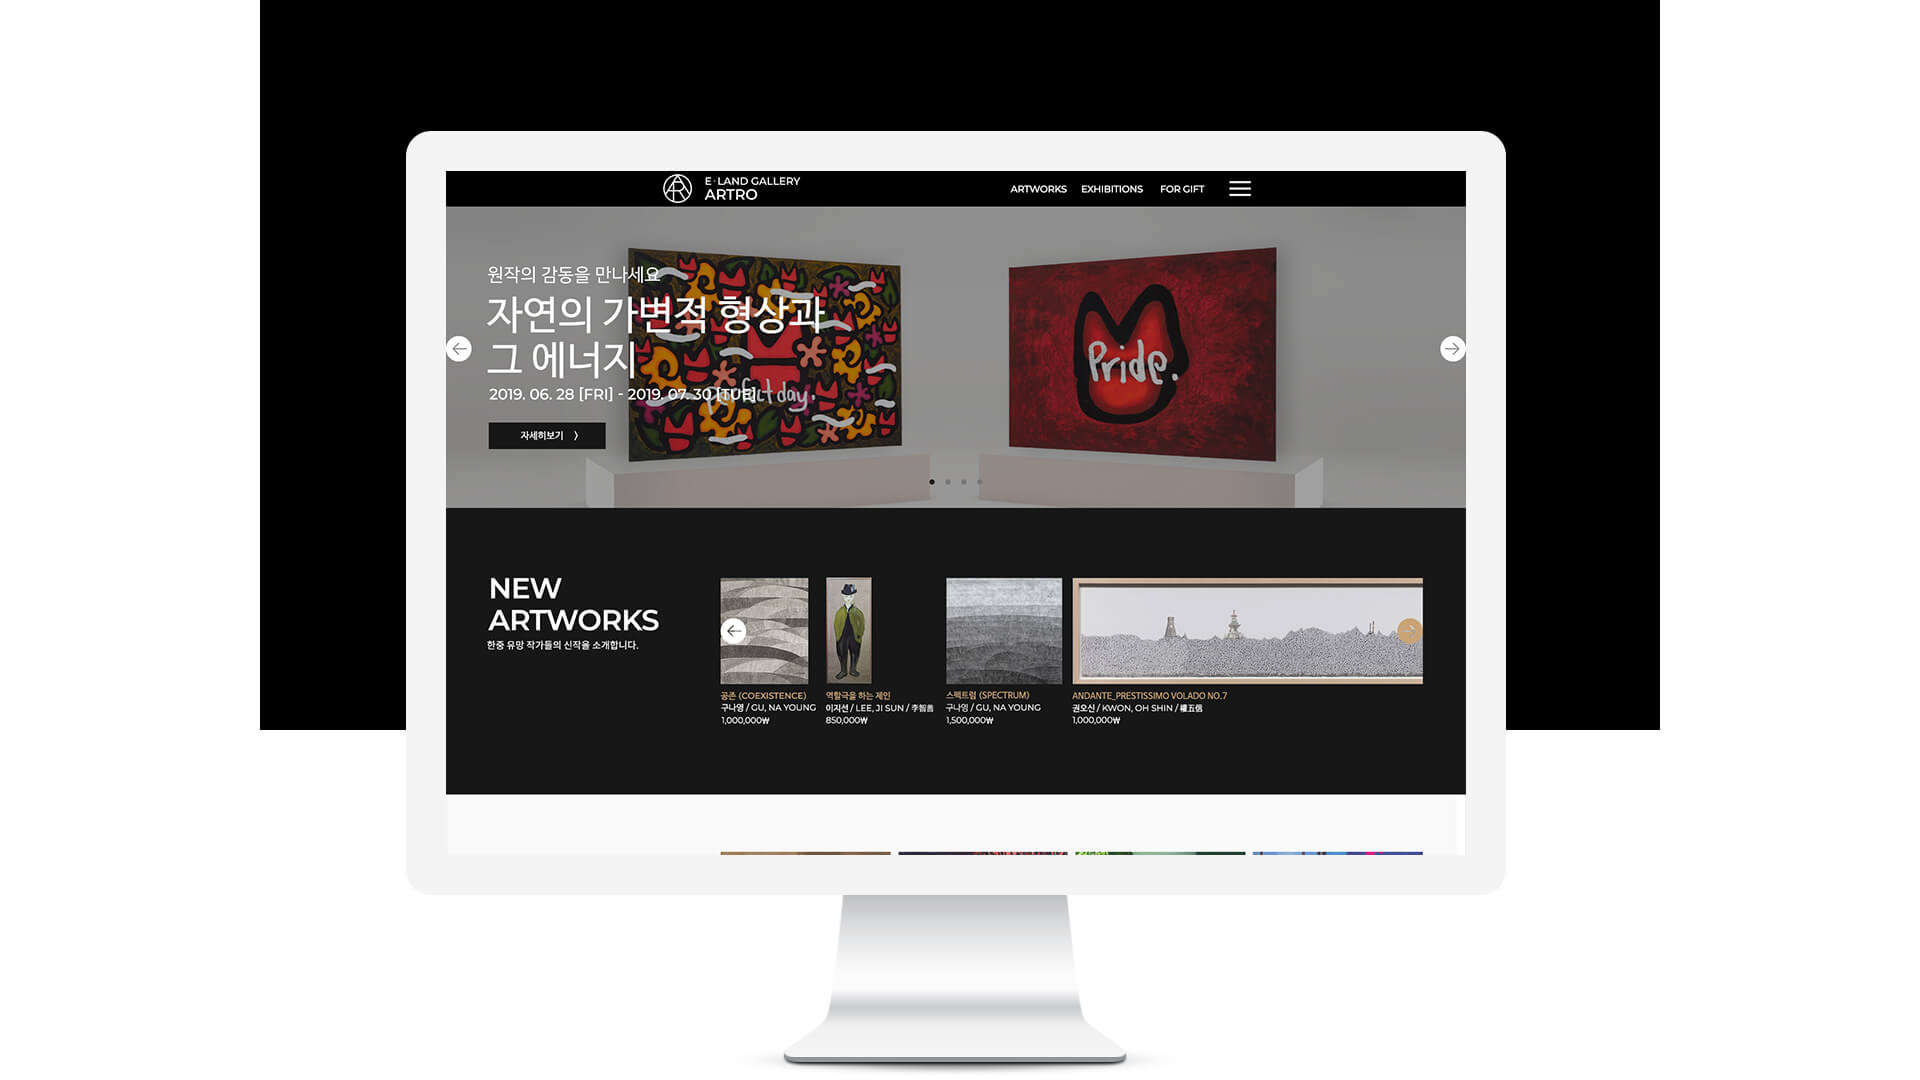 E·LAND GALLERY
ARTRO
ARTWORKS EXHIBITIONS FOR GIFT
원작의 감동을 만나세요
자연의 가변적 형상과
그 에너지
2019. 06. 28 [FRI] - 2019. 07. 30 [TUE]
자세히보기 〉
perfect day.
Pride.
NEW
ARTWORKS
한중 유망 작가들의 신작을 소개합니다.
공존 (COEXISTENCE)
구나영 / GU, NA YOUNG
1,000,000₩
역할극을 하는 제인
이지선 / LEE, JI SUN / 李智善
850,000₩
스펙트럼 (SPECTRUM)
구나영 / GU, NA YOUNG
1,500,000₩
ANDANTE_PRESTISSIMO VOLADO NO.7
권오신 / KWON, OH SHIN / 權五信
1,000,000₩